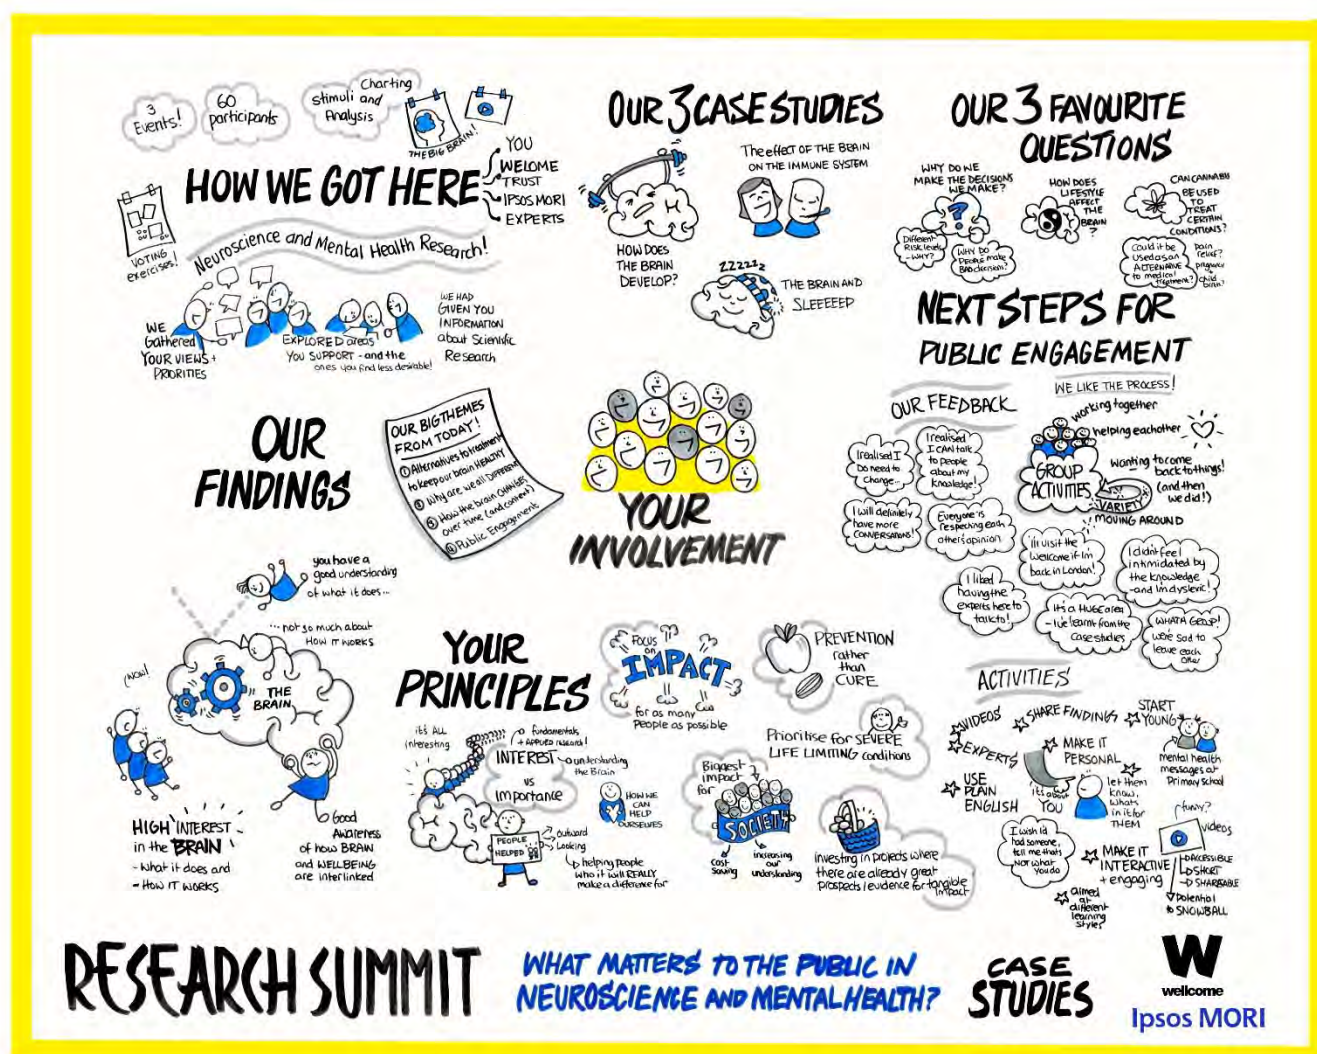 3
Events!
60
participants
Charting
stimuli and
Analysis
THE BIG BRAIN!
HOW WE GOT HERE
YOU
WELOME
TRUST
IPSOS MORI
EXPERTS
VOTING
exercises!
Neuroscience and Mental Health Research!
WE
Gathered
YOUR VIEWS +
PRIORITIES
EXPLORED areas
YOU SUPPORT - and the
ones you find less desirable!
WE HAD
GIVEN YOU
INFORMATION
about Scientific
Research
OUR 3 CASE STUDIES
HOW DOES
THE BRAIN
DEVELOP?
The effect OF THE BRAIN
ON THE IMMUNE SYSTEM
ZZZZZZ
THE BRAIN AND
SLEEEEEP
OUR 3 FAVOURITE
QUESTIONS
WHY DO WE
MAKE THE DECISIONS
WE MAKE?
?
Different
Risk levels
- WHY?
WHY DO
PEOPLE make
BAD decisions?
HOW DOES
LIFESTYLE
AFFECT
THE
BRAIN
?
CAN CANNABIS
BE USED
TO
TREAT
CERTAIN
CONDITIONS?
Could it be
used as an
ALTERNATIVE
to medical
treatment?
pain
relief?
pregnancy
child
brain?
NEXT STEPS FOR
PUBLIC ENGAGEMENT
OUR FEEDBACK
I realised I
Do need to
change...
I realised
I CAN talk
to people
about my
Knowledge!
I will definitely
have more
CONVERSATIONS!
Everyone is
respecting each
others opinion
I liked
having the
experts here to
talk to!
I'll visit the
Wellcome if Im
back in London!
I didn't feel
intimidated by
the knowledge
- and Im dyslexic!
It's a HUGE area
- I've learnt from the
case studies
WHAT A GROUP!
We're sad to
leave each
other
WE LIKE THE PROCESS!
working together
helping eachother
GROUP
ACTIVITIES
Wanting to come
back to things!
(and then
we did!)
VARIETY
MOVING AROUND
OUR
FINDINGS
OUR BIG THEMES
FROM TODAY!
① Alternatives to treatment
to keep our brain HEALTHY
② Why are we all DIFFERENT
③ How the brain CHANGES
over time (and context)
④ Public Engagement
YOUR
INVOLVEMENT
you have a
good understanding
of what it does...
... not so much about
HOW IT WORKS
(WOW!
THE
BRAIN
HIGH INTEREST
in the BRAIN
- What it does and
- HOW IT WORKS
Good
AWARENESS
of how BRAIN
and WELLBEING
are interlinked
YOUR
PRINCIPLES
it's ALL
interesting
fundamentals
+ APPLIED research!
INTEREST
vs
importance
understanding
the Brain
HOW WE
CAN
HELP
OURSELVES
PEOPLE
HELPED
Outward
Looking
helping people
who it will REALLY
make a difference for
FOCUS
on
IMPACT
for as many
People as possible
PREVENTION
rather
than
CURE
Prioritise for SEVERE
LIFE LIMITING conditions
Biggest
impact
for
SOCIETY
cost
saving
increasing
our
understanding
investing in projects where
there are already great
prospects/evidence for tangible
impact
ACTIVITIES
VIDEOS
EXPERTS
USE
PLAIN
ENGLISH
SHARE FINDINGS
MAKE IT
PERSONAL
It's about
YOU
let them
know,
whats
in it for
THEM
START
YOUNG
mental health
messages at
Primary School
I wish I'd
had someone,
tell me thats
NOT what
you do
MAKE IT
INTERACTIVE
+ engaging
aimed
at
different
learning
styles
(funny?
videos
ACCESSIBLE
SHORT
SHAREABLE
potential
to SNOWBALL
RESEARCH SUMMIT
WHAT MATTERS TO THE PUBLIC IN
NEUROSCIENCE AND MENTAL HEALTH?
CASE
STUDIES
W
wellcome
Ipsos MORI